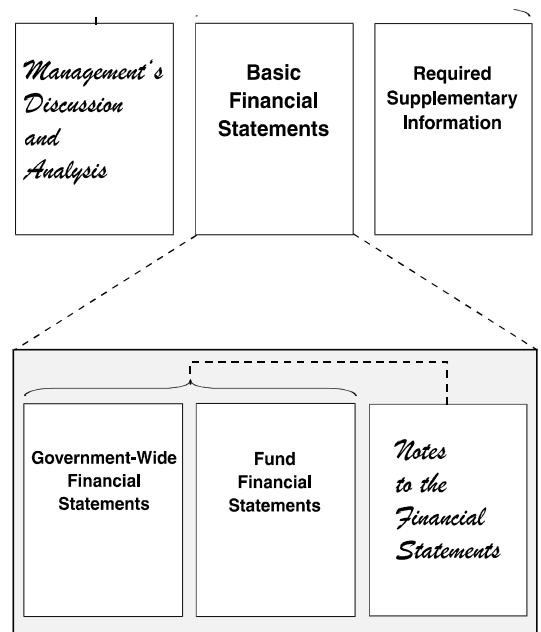 Management's
Discussion
and
Analysis
Basic
Financial
Statements
Required
Supplementary
Information
Government-Wide
Financial
Statements
Fund
Financial
Statements
Notes
to the
Financial
Statements